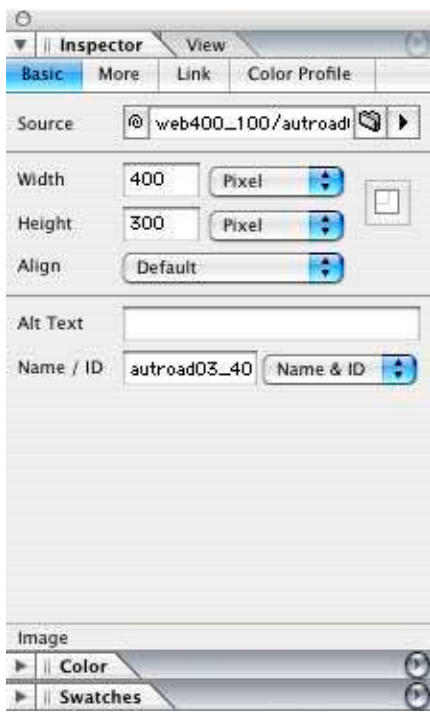 Inspector View
Basic More Link Color Profile
Source @ web400_100/autroad
Width 400 Pixel
Height 300 Pixel
Align Default
Alt Text
Name / ID autroad03_40 Name & ID
Image
Color
Swatches